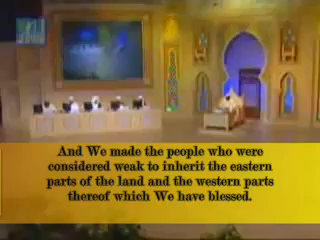 And We made the people who were
considered weak to inherit the eastern
parts of the land and the western parts
thereof which We have blessed.